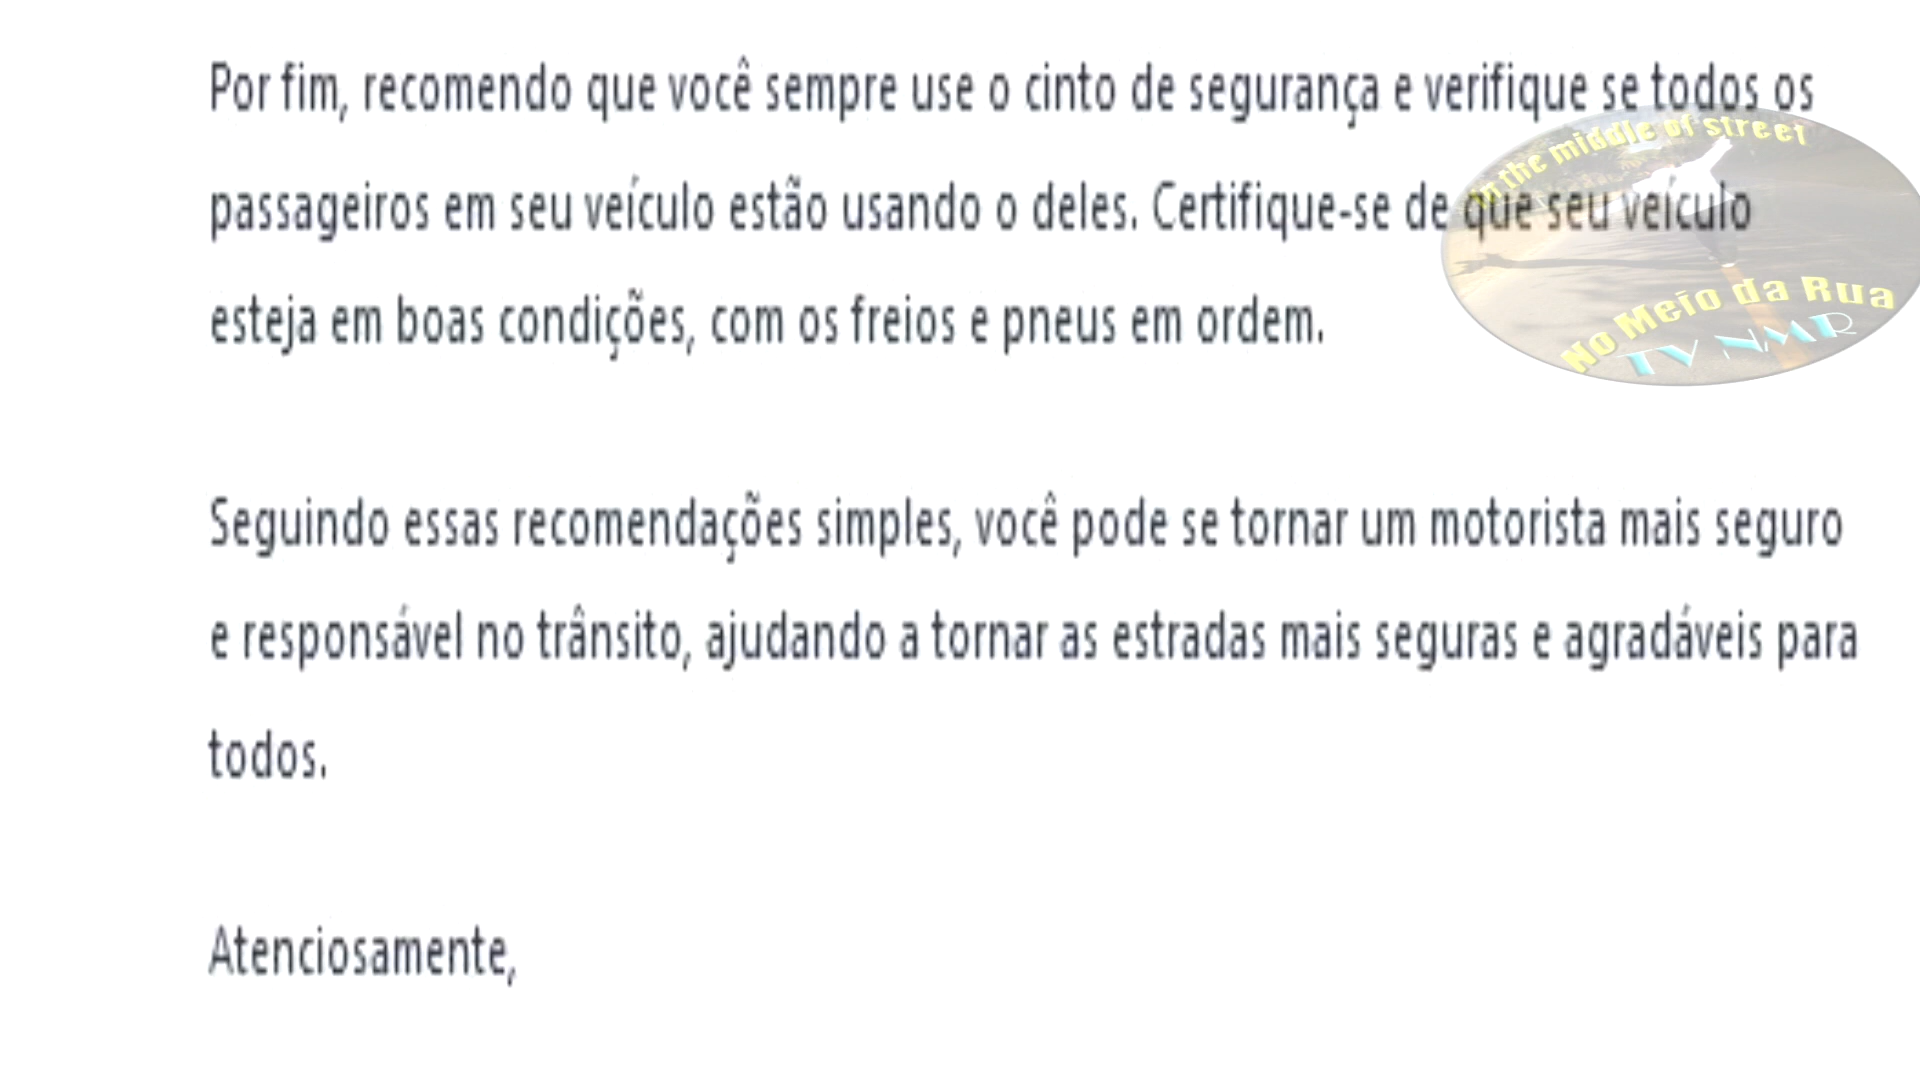 Por fim, recomendo que você sempre use o cinto de segurança e verifique se todos os
passageiros em seu veículo estão usando o deles. Certifique-se de que seu veículo
esteja em boas condições, com os freios e pneus em ordem.
Seguindo essas recomendações simples, você pode se tornar um motorista mais seguro
e responsável no trânsito, ajudando a tornar as estradas mais seguras e agradáveis para
todos.
Atenciosamente,
in the middle of street
No Meio da Rua
TV NMR